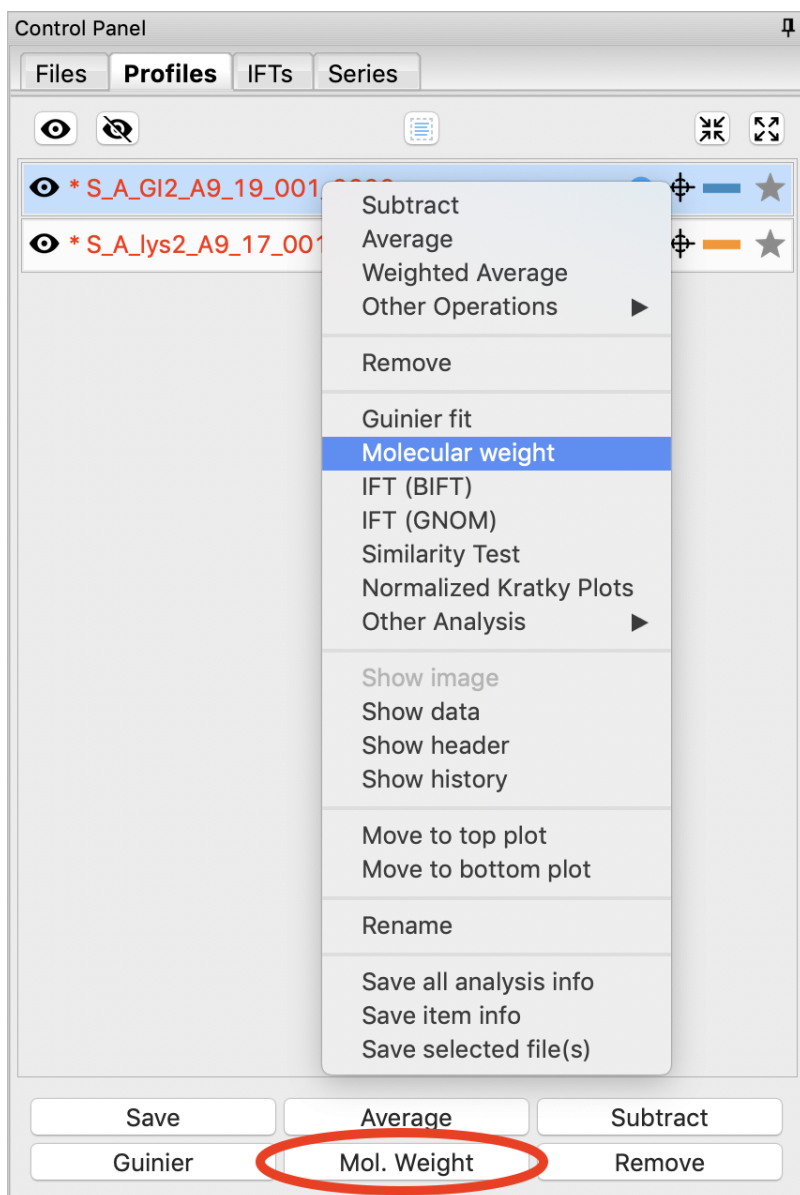 Control Panel
Files Profiles IFTs Series
* S_A_GI2_A9_19_001
* S_A_lys2_A9_17_001
Subtract
Average
Weighted Average
Other Operations
Remove
Guinier fit
Molecular weight
IFT (BIFT)
IFT (GNOM)
Similarity Test
Normalized Kratky Plots
Other Analysis
Show image
Show data
Show header
Show history
Move to top plot
Move to bottom plot
Rename
Save all analysis info
Save item info
Save selected file(s)
Save Average Subtract
Guinier Mol. Weight Remove